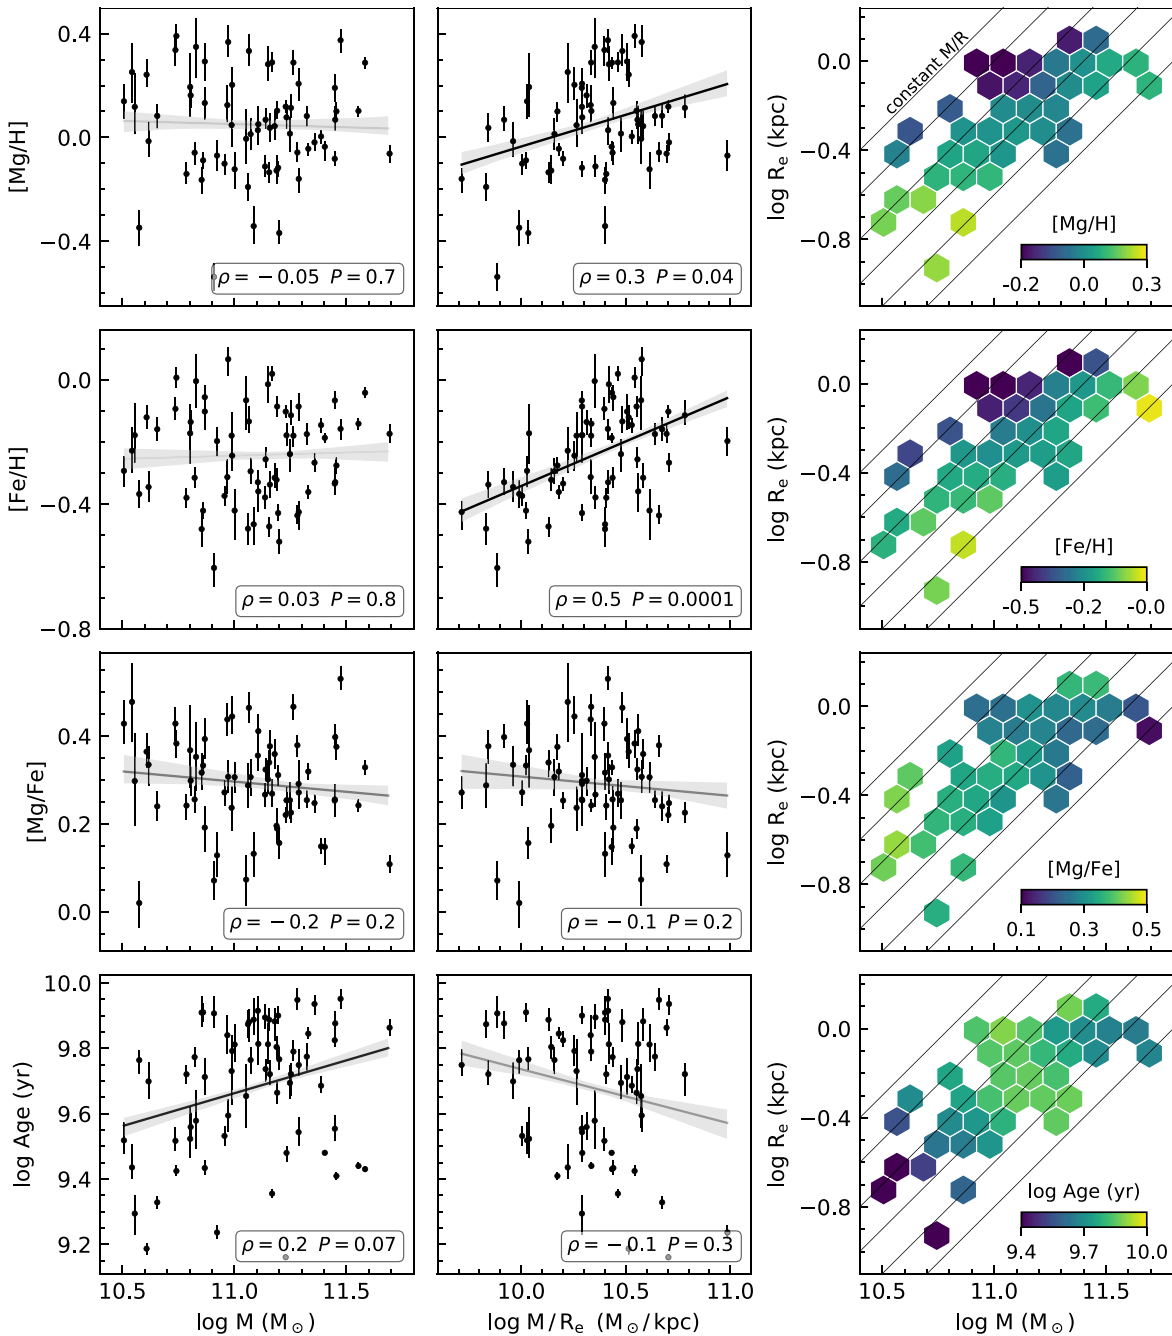 0.4
0.0
−0.4
[Mg/H]
ρ = −0.05 P = 0.7
ρ = 0.3 P = 0.04
constant M/R
0.0
−0.4
−0.8
log R_e (kpc)
[Mg/H]
-0.2 0.0 0.3
0.0
−0.4
−0.8
[Fe/H]
ρ = 0.03 P = 0.8
ρ = 0.5 P = 0.0001
0.0
−0.4
−0.8
log R_e (kpc)
[Fe/H]
-0.5 -0.2 -0.0
0.4
0.2
0.0
[Mg/Fe]
ρ = −0.2 P = 0.2
ρ = −0.1 P = 0.2
0.0
−0.4
−0.8
log R_e (kpc)
[Mg/Fe]
0.1 0.3 0.5
10.0
9.8
9.6
9.4
9.2
log Age (yr)
ρ = 0.2 P = 0.07
ρ = −0.1 P = 0.3
0.0
−0.4
−0.8
log R_e (kpc)
log Age (yr)
9.4 9.7 10.0
10.5 11.0 11.5
log M (M_⊙)
10.0 10.5 11.0
log M/R_e (M_⊙/kpc)
10.5 11.0 11.5
log M (M_⊙)